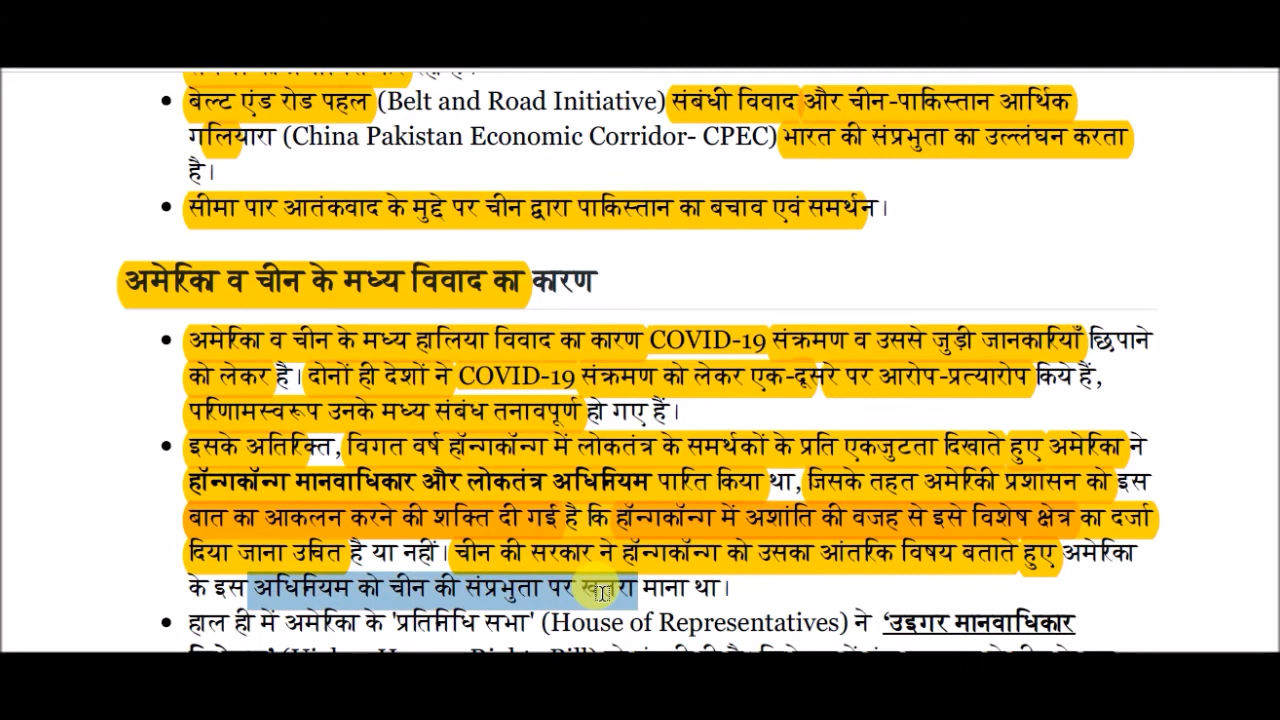 बेल्ट एंड रोड पहल (Belt and Road Initiative) संबंधी विवाद और चीन-पाकिस्तान आर्थिक
गलियारा (China Pakistan Economic Corridor- CPEC) भारत की संप्रभुता का उल्लंघन करता
है।
सीमा पार आतंकवाद के मुद्दे पर चीन द्वारा पाकिस्तान का बचाव एवं समर्थन।
अमेरिका व चीन के मध्य विवाद का कारण
अमेरिका व चीन के मध्य हालिया विवाद का कारण COVID-19 संक्रमण व उससे जुड़ी जानकारियाँ छिपाने
को लेकर है। दोनों ही देशों ने COVID-19 संक्रमण को लेकर एक-दूसरे पर आरोप-प्रत्यारोप किये हैं,
परिणामस्वरूप उनके मध्य संबंध तनावपूर्ण हो गए हैं।
इसके अतिरिक्त, विगत वर्ष हॉन्गकॉन्ग में लोकतंत्र के समर्थकों के प्रति एकजुटता दिखाते हुए अमेरिका ने
हॉन्गकॉन्ग मानवाधिकार और लोकतंत्र अधिनियम पारित किया था, जिसके तहत अमेरिकी प्रशासन को इस
बात का आकलन करने की शक्ति दी गई है कि हॉन्गकॉन्ग में अशांति की वजह से इसे विशेष क्षेत्र का दर्जा
दिया जाना उचित है या नहीं। चीन की सरकार ने हॉन्गकॉन्ग को उसका आंतरिक विषय बताते हुए अमेरिका
के इस अधिनियम को चीन की संप्रभुता पर खतरा माना था।
हाल ही में अमेरिका के 'प्रतिनिधि सभा' (House of Representatives) ने ‘उइगर मानवाधिकार